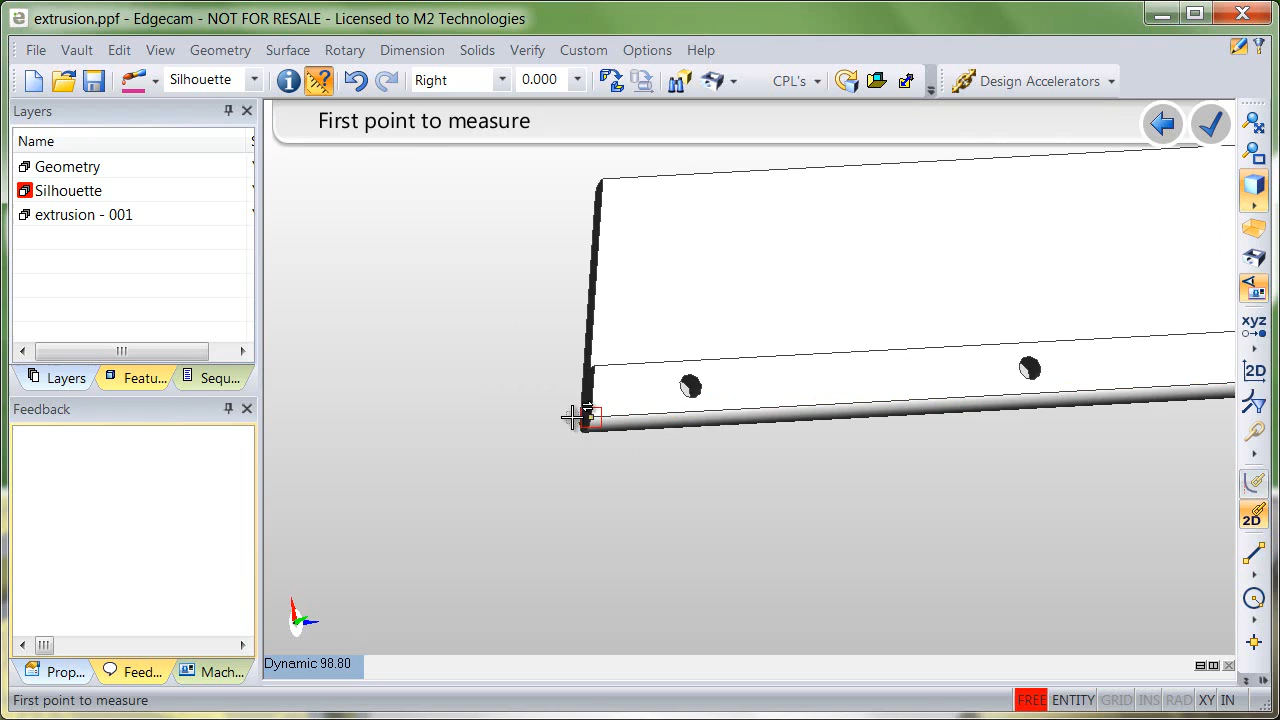 extrusion.ppf - Edgecam - NOT FOR RESALE - Licensed to M2 Technologies
File Vault Edit View Geometry Surface Rotary Dimension Solids Verify Custom Options Help
Silhouette Right 0.000 CPL's Design Accelerators
Layers
First point to measure
Name
Geometry
Silhouette
extrusion - 001
xyz
2D
Layers Featu... Sequ...
Feedback
2D
Dynamic 98.80
Prop... Feed... Mach...
First point to measure FREE ENTITY GRID INS RAD XY IN